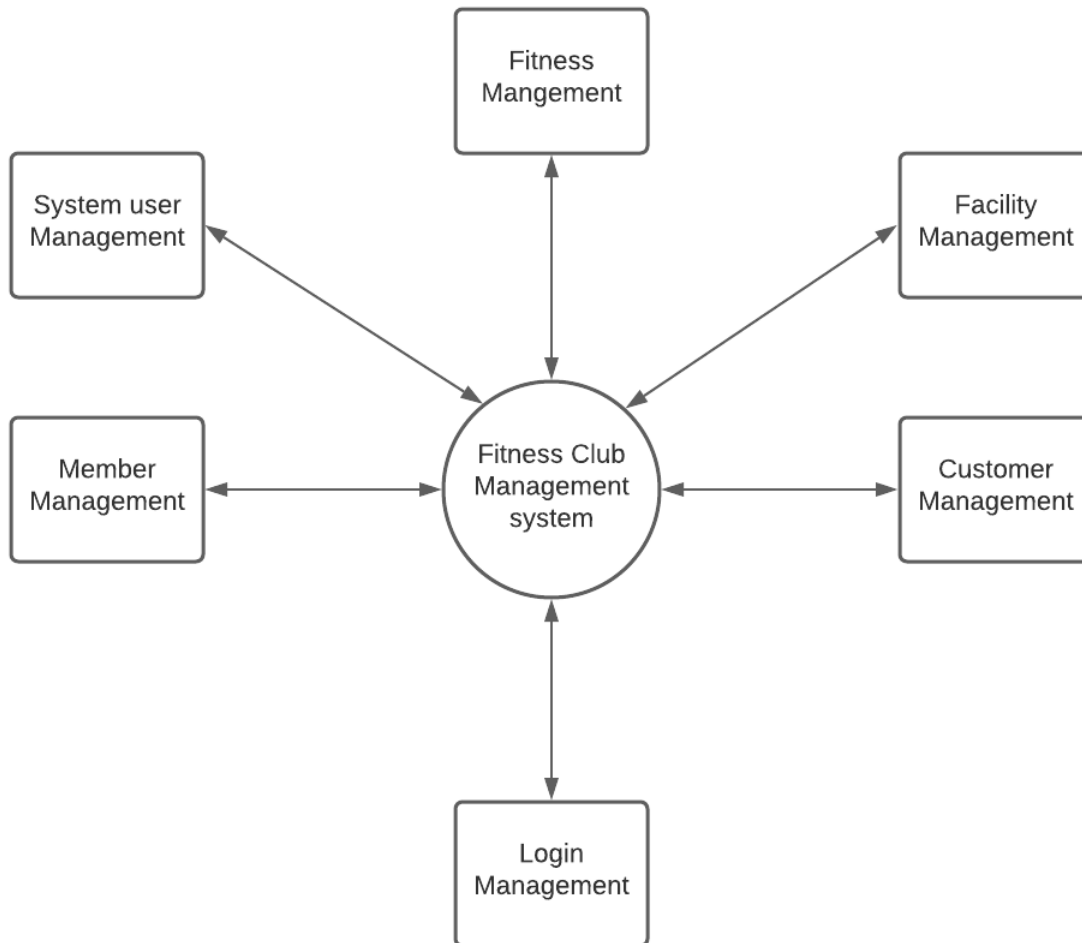 Fitness
Mangement
System user
Management
Facility
Management
Member
Management
Fitness Club
Management
system
Customer
Management
Login
Management